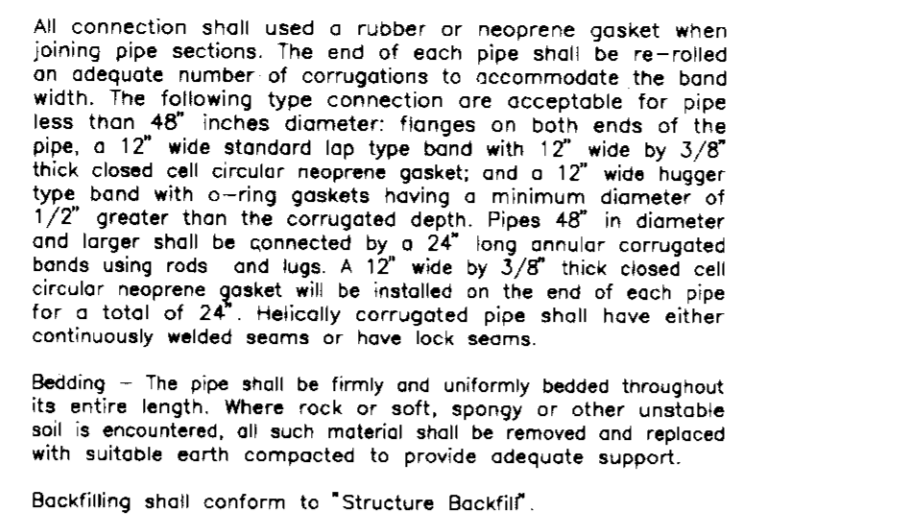 All connection shall used a rubber or neoprene gasket when
joining pipe sections. The end of each pipe shall be re-rolled
an adequate number of corrugations to accommodate the band
width. The following type connection are acceptable for pipe
less than 48" inches diameter: flanges on both ends of the
pipe, a 12" wide standard lap type band with 12" wide by 3/8"
thick closed cell circular neoprene gasket; and a 12" wide hugger
type band with o-ring gaskets having a minimum diameter of
1/2" greater than the corrugated depth. Pipes 48" in diameter
and larger shall be connected by a 24" long annular corrugated
bands using rods and lugs. A 12" wide by 3/8" thick closed cell
circular neoprene gasket will be installed on the end of each pipe
for a total of 24". Helically corrugated pipe shall have either
continuously welded seams or have lock seams.
Bedding - The pipe shall be firmly and uniformly bedded throughout
its entire length. Where rock or soft, spongy or other unstable
soil is encountered, all such material shall be removed and replaced
with suitable earth compacted to provide adequate support.
Backfilling shall conform to "Structure Backfill".